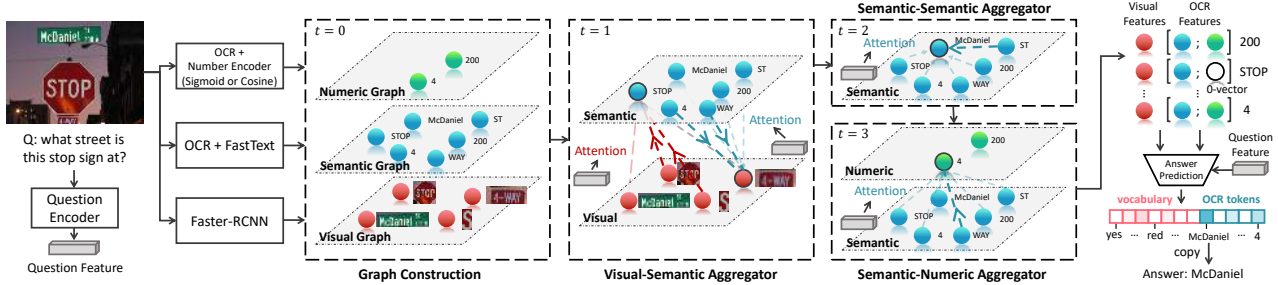 McDaniel
STOP
Q: what street is
this stop sign at?
Question
Encoder
Question Feature
OCR +
Number Encoder
(Sigmoid or Cosine)
OCR + FastText
Faster-RCNN
t = 0
200
4
Numeric Graph
McDaniel
ST
STOP
200
4
WAY
Semantic Graph
STOP
4-WAY
McDaniel
S
Visual Graph
Graph Construction
t = 1
McDaniel
ST
STOP
200
4
WAY
Semantic
Attention
Attention
STOP
4-WAY
McDaniel
S
Visual
Visual-Semantic Aggregator
Semantic-Semantic Aggregator
t = 2
McDaniel
Attention
ST
STOP
200
4
WAY
Semantic
t = 3
200
Numeric
4
Attention
ST
STOP
200
4
WAY
Semantic
Semantic-Numeric Aggregator
Visual
Features
OCR
Features
[ ; ] 200
[ ; ] STOP
0-vector
[ ; ] 4
Question
Feature
Answer
Prediction
vocabulary
OCR tokens
yes ... red ... McDaniel ... 4
copy
Answer: McDaniel